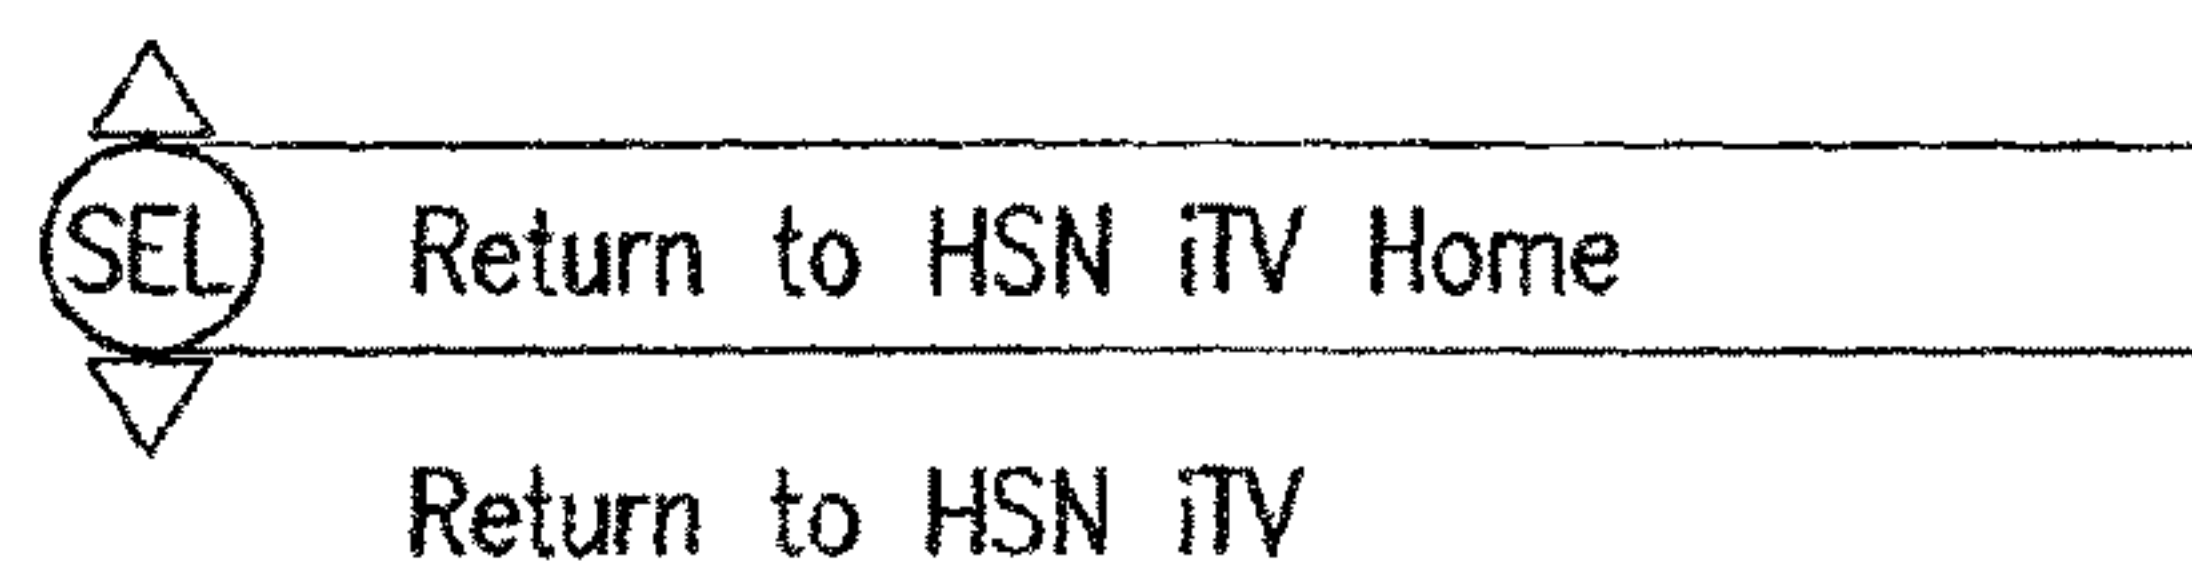 SEL Return to HSN iTV Home
Return to HSN iTV